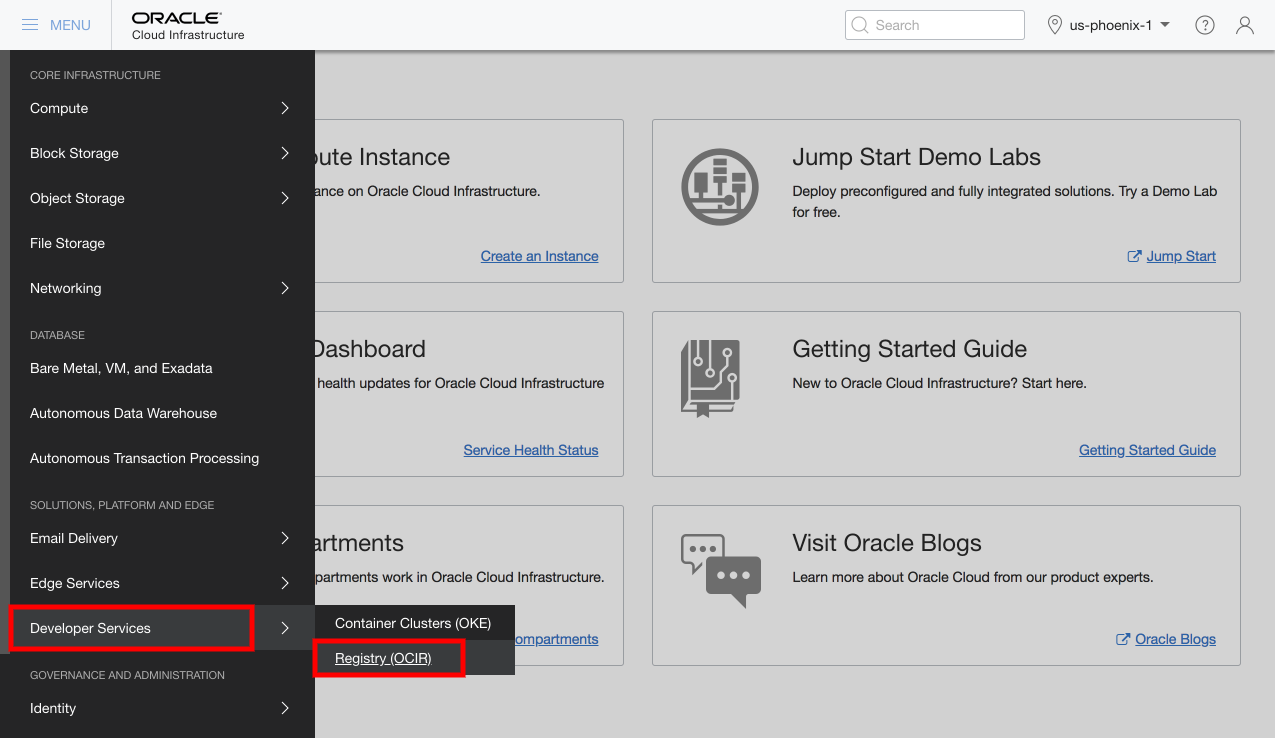 MENU
ORACLE
Cloud Infrastructure
Search
us-phoenix-1
?
CORE INFRASTRUCTURE
Compute
Block Storage
Object Storage
File Storage
Networking
DATABASE
Bare Metal, VM, and Exadata
Autonomous Data Warehouse
Autonomous Transaction Processing
SOLUTIONS, PLATFORM AND EDGE
Email Delivery
Edge Services
Developer Services
GOVERNANCE AND ADMINISTRATION
Identity
Container Clusters (OKE)
Registry (OCIR)
Instance
on Oracle Cloud Infrastructure.
Create an Instance
Jump Start Demo Labs
Deploy preconfigured and fully integrated solutions. Try a Demo Lab
for free.
Jump Start
Dashboard
health updates for Oracle Cloud Infrastructure
Service Health Status
Getting Started Guide
New to Oracle Cloud Infrastructure? Start here.
Getting Started Guide
work in Oracle Cloud Infrastructure.
Visit Oracle Blogs
Learn more about Oracle Cloud from our product experts.
Oracle Blogs